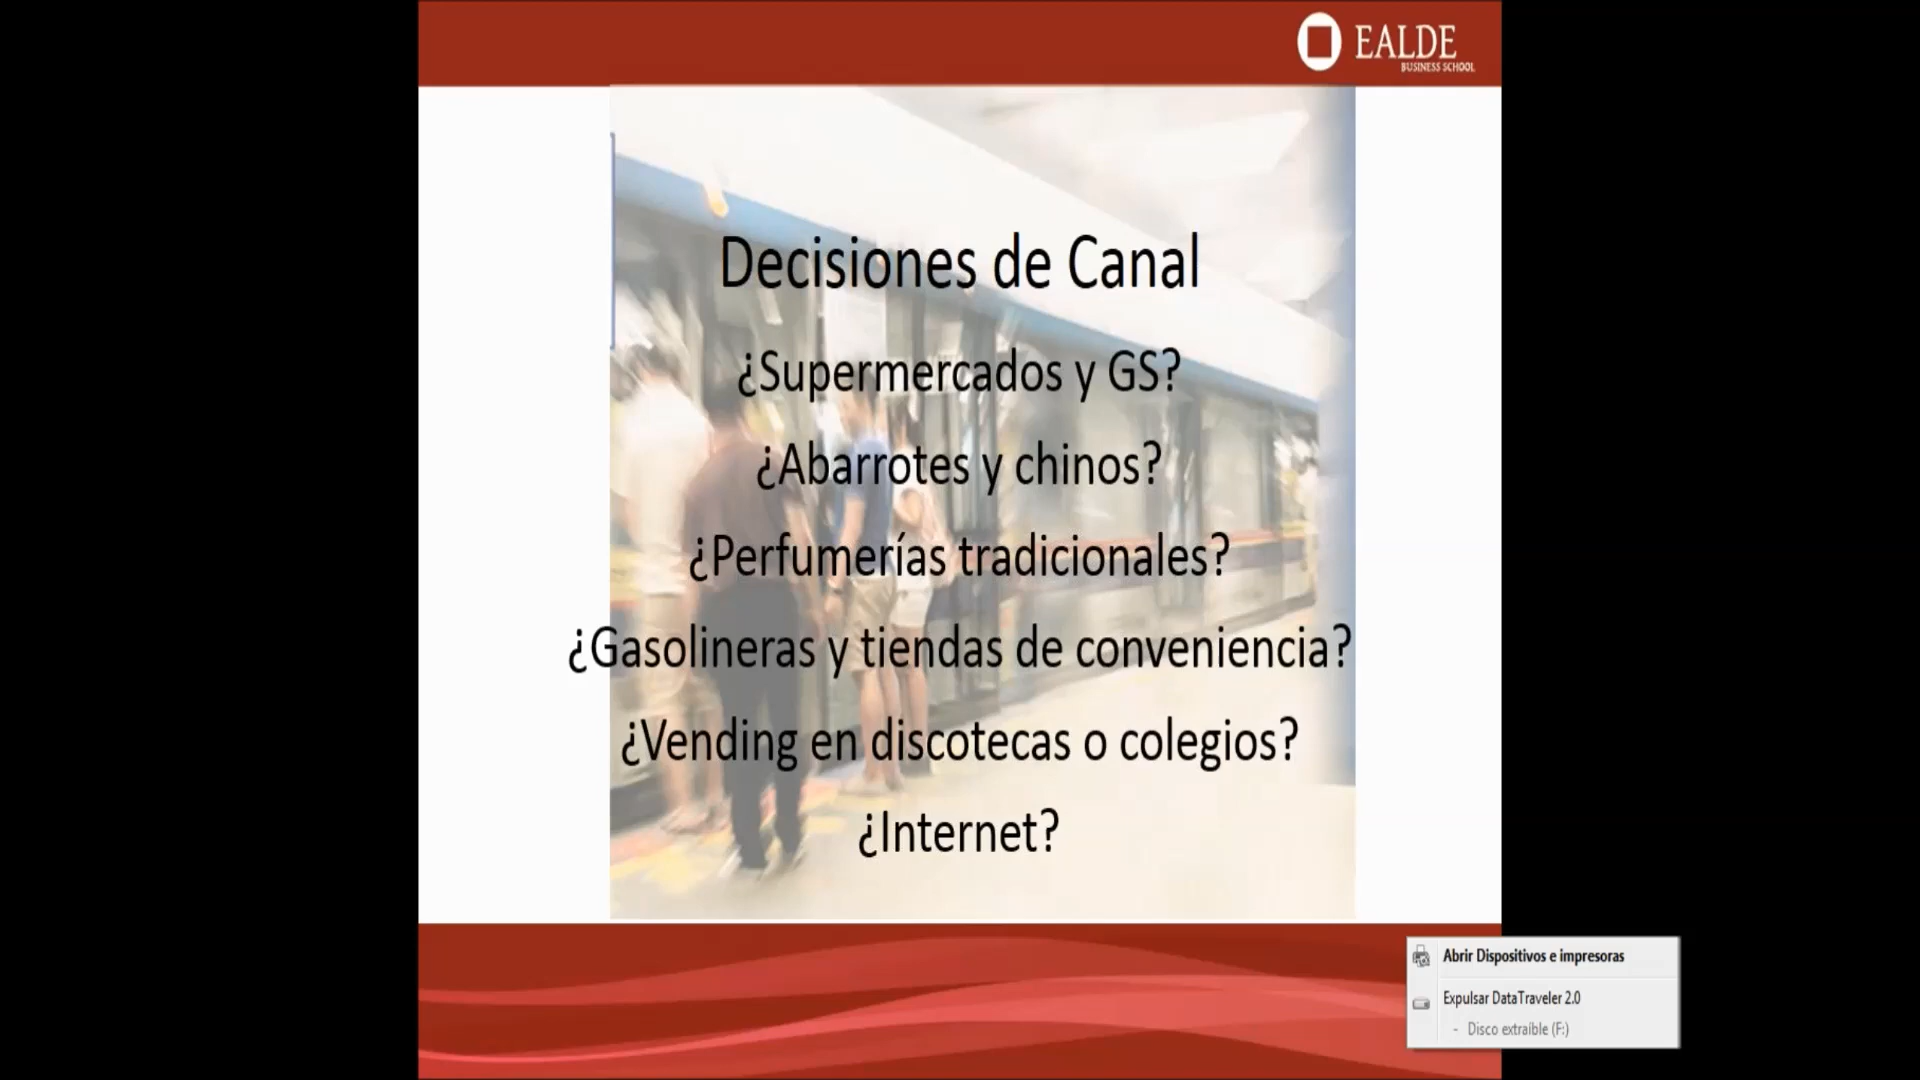 EALDE
BUSINESS SCHOOL
Decisiones de Canal
¿Supermercados y GS?
¿Abarrotes y chinos?
¿Perfumerías tradicionales?
¿Gasolineras y tiendas de conveniencia?
¿Vending en discotecas o colegios?
¿Internet?
Abrir Dispositivos e impresoras
Expulsar DataTraveler 2.0
- Disco extraíble (F:)